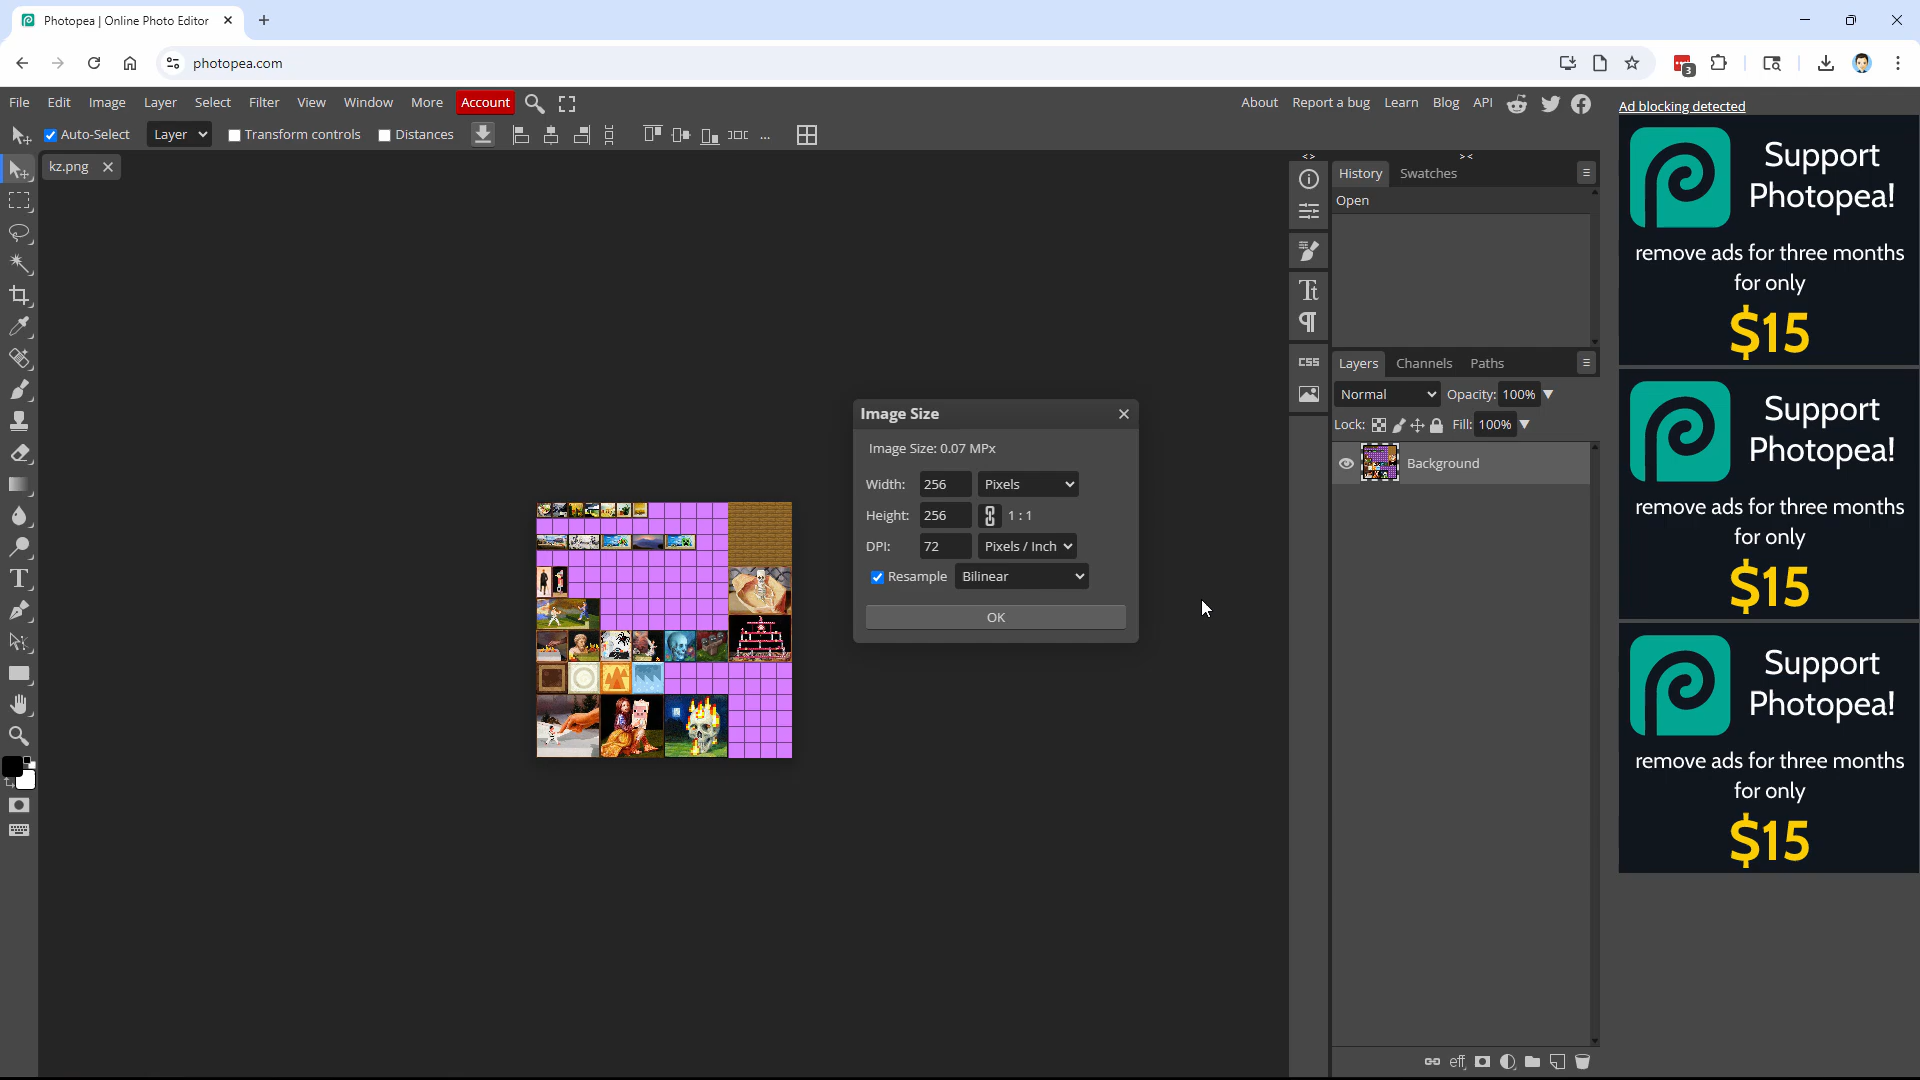 Photopea | Online Photo Editor
photopea.com
3
File Edit Image Layer Select Filter View Window More Account
About Report a bug Learn Blog API
Auto-Select Layer Transform controls Distances
...
kz.png
Image Size
Image Size: 0.07 MPx
Width: 256 Pixels
Height: 256 1 : 1
DPI: 72 Pixels / Inch
Resample Bilinear
OK
< >
> <
CSS
History Swatches
Open
Layers Channels Paths
Normal Opacity: 100%
Lock: Fill: 100%
Background
eff
Ad blocking detected
Support
Photopea!
remove ads for three months
for only
$15
Support
Photopea!
remove ads for three months
for only
$15
Support
Photopea!
remove ads for three months
for only
$15